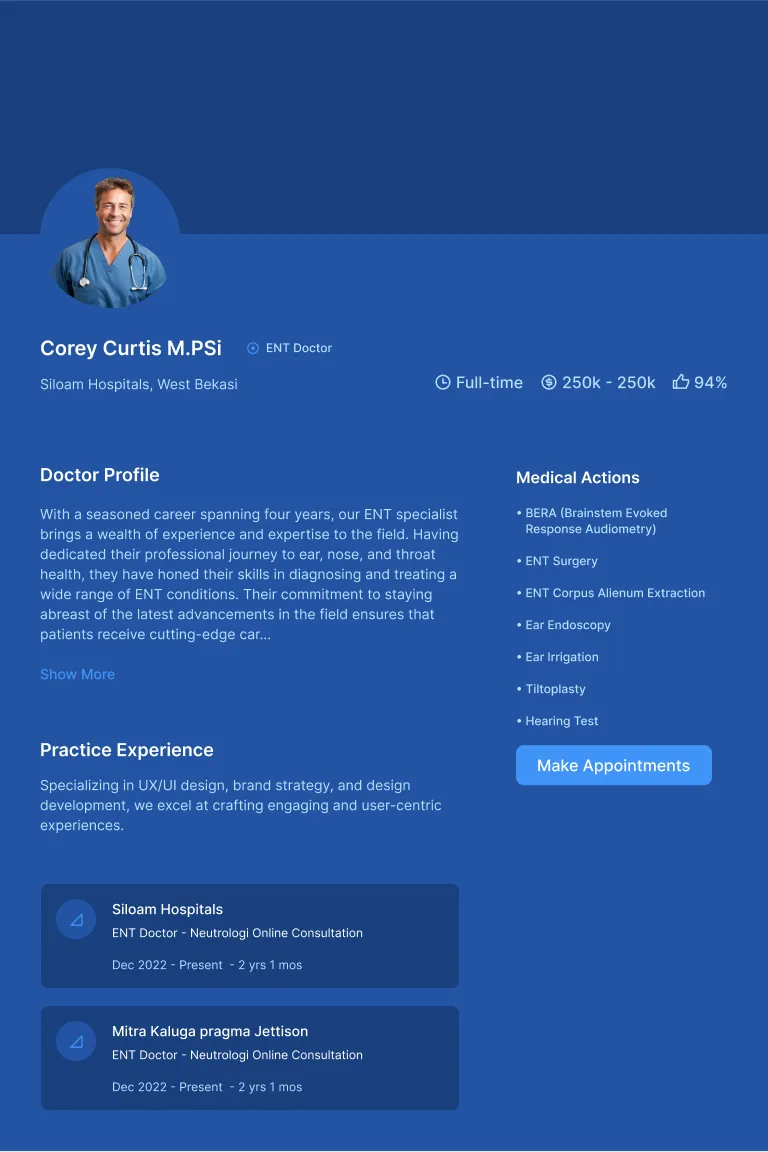 Corey Curtis M.PSi
ENT Doctor
Siloam Hospitals, West Bekasi
Full-time
250k - 250k
94%
Doctor Profile
With a seasoned career spanning four years, our ENT specialist
brings a wealth of experience and expertise to the field. Having
dedicated their professional journey to ear, nose, and throat
health, they have honed their skills in diagnosing and treating a
wide range of ENT conditions. Their commitment to staying
abreast of the latest advancements in the field ensures that
patients receive cutting-edge car...
Show More
Practice Experience
Specializing in UX/UI design, brand strategy, and design
development, we excel at crafting engaging and user-centric
experiences.
Siloam Hospitals
ENT Doctor - Neutrologi Online Consultation
Dec 2022 - Present - 2 yrs 1 mos
Mitra Kaluga pragma Jettison
ENT Doctor - Neutrologi Online Consultation
Dec 2022 - Present - 2 yrs 1 mos
Medical Actions
• BERA (Brainstem Evoked
Response Audiometry)
• ENT Surgery
• ENT Corpus Alienum Extraction
• Ear Endoscopy
• Ear Irrigation
• Tiltoplasty
• Hearing Test
Make Appointments